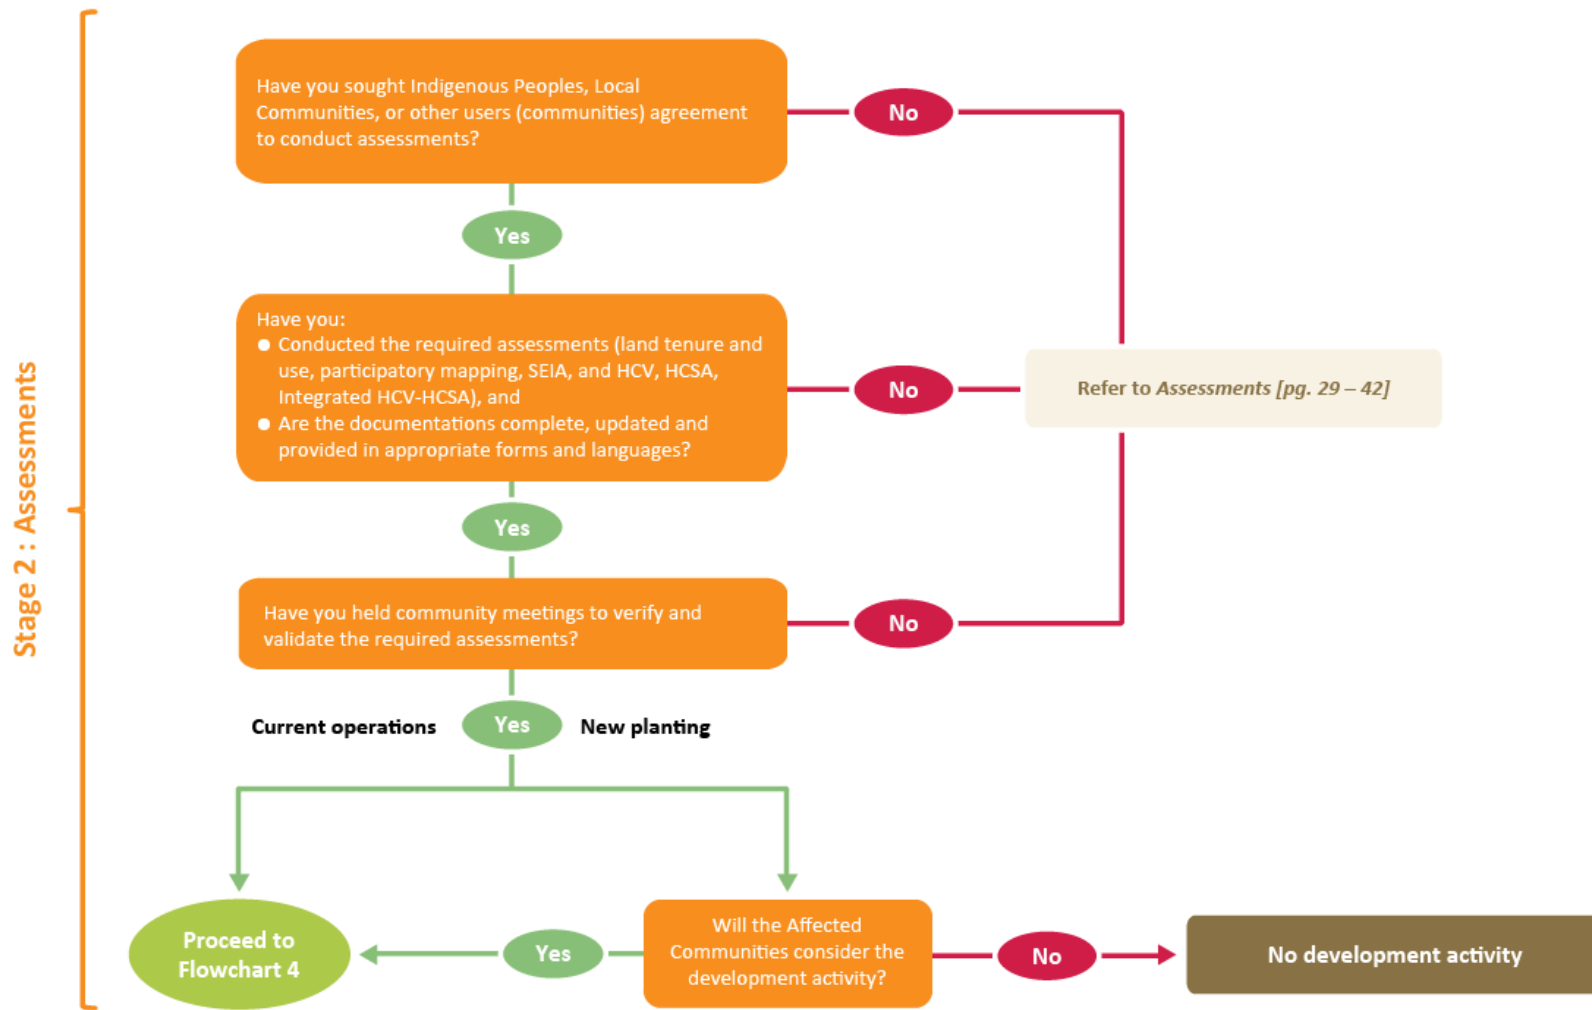 Stage 2 : Assessments
Have you sought Indigenous Peoples, Local
Communities, or other users (communities) agreement
to conduct assessments?
No
Yes
Have you:
● Conducted the required assessments (land tenure and
use, participatory mapping, SEIA, and HCV, HCSA,
Integrated HCV-HCSA), and
● Are the documentations complete, updated and
provided in appropriate forms and languages?
No
Refer to Assessments [pg. 29 – 42]
Yes
Have you held community meetings to verify and
validate the required assessments?
No
Current operations
Yes
New planting
Proceed to
Flowchart 4
Yes
Will the Affected
Communities consider the
development activity?
No
No development activity